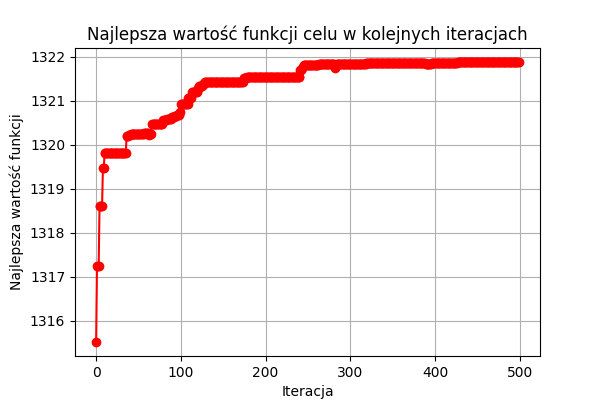 Najlepsza wartość funkcji celu w kolejnych iteracjach
1322
1321
1320
1319
1318
1317
1316
Najlepsza wartość funkcji
0 100 200 300 400 500
Iteracja